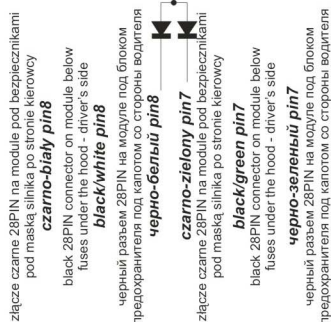 złącze czarne 28PIN na module pod bezpiecznikami
pod maską silnika po stronie kierowcy
czarno-biały pin8
black 28PIN connector on module below
fuses under the hood - driver's side
black/white pin8
черный разъем 28PIN на модуле под блоком
предохранителя под капотом со стороны водителя
черно-белый pin8
czarno-zielony pin7
złącze czarne 28PIN na module pod bezpiecznikami
pod maską silnika po stronie kierowcy
black/green pin7
black 28PIN connector on module below
fuses under the hood - driver's side
черно-зеленый pin7
черный разъем 28PIN на модуле под блоком
предохранителя под капотом со стороны водителя